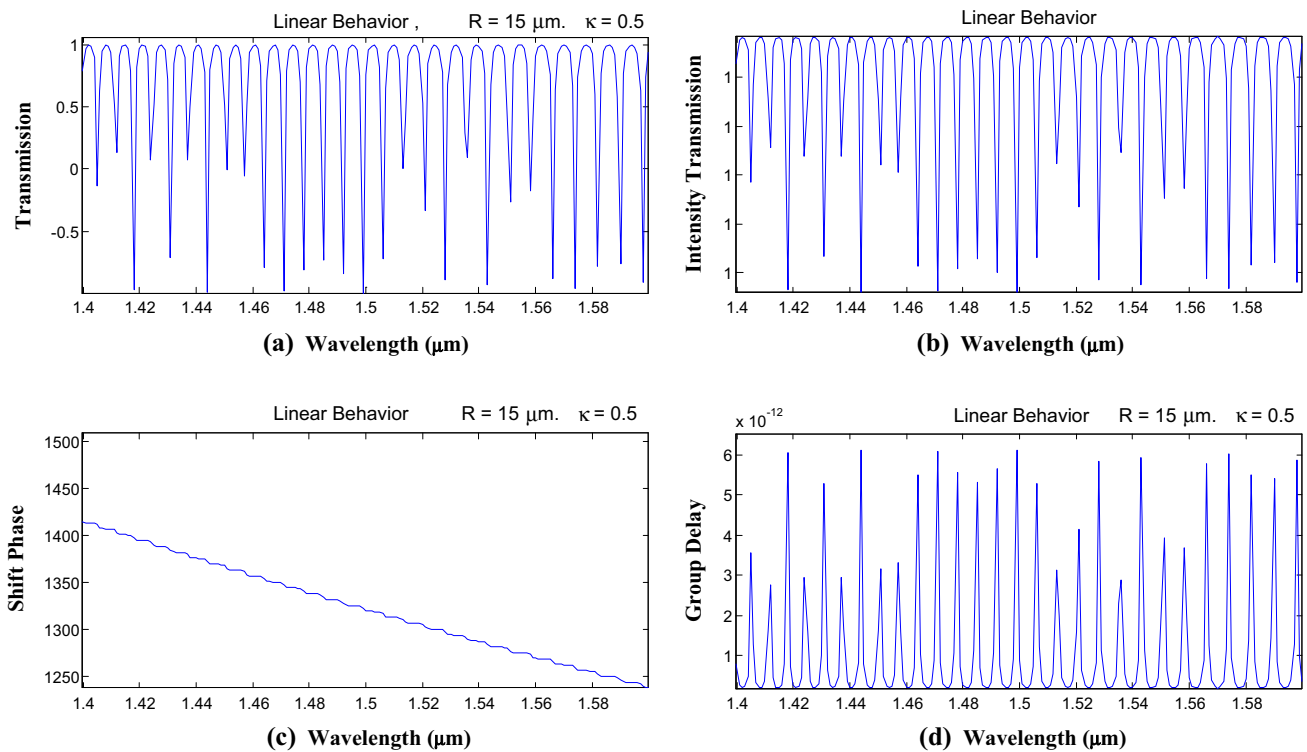 Linear Behavior , R = 15 μm. κ = 0.5
Transmission
1
0.5
0
-0.5
1.4 1.42 1.44 1.46 1.48 1.5 1.52 1.54 1.56 1.58
(a) Wavelength (μm)
Linear Behavior
Intensity Transmission
1
1
1
1
1
1.4 1.42 1.44 1.46 1.48 1.5 1.52 1.54 1.56 1.58
(b) Wavelength (μm)
Linear Behavior R = 15 μm. κ = 0.5
Shift Phase
1500
1450
1400
1350
1300
1250
1.4 1.42 1.44 1.46 1.48 1.5 1.52 1.54 1.56 1.58
(c) Wavelength (μm)
x 10⁻¹² Linear Behavior R = 15 μm. κ = 0.5
Group Delay
6
5
4
3
2
1
1.4 1.42 1.44 1.46 1.48 1.5 1.52 1.54 1.56 1.58
(d) Wavelength (μm)